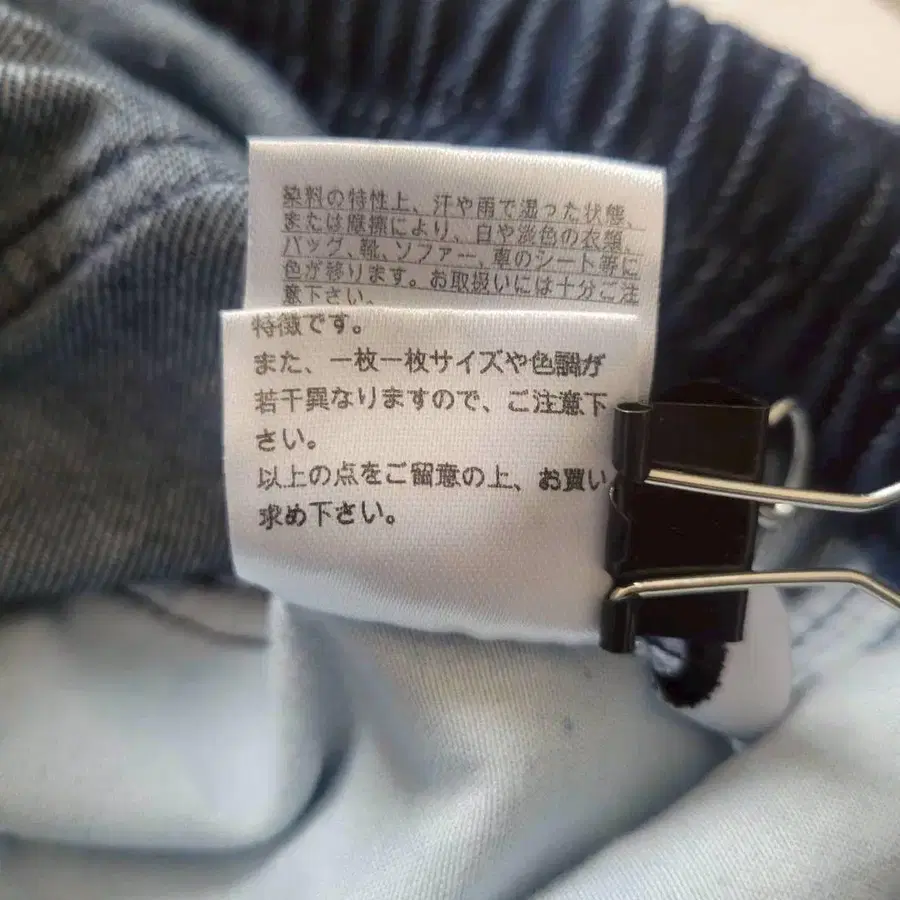 染料の特性上、汗や雨で湿った状態、
または摩擦により、白や淡色の衣類、
バッグ、靴、ソファー、車のシート等に
色が移ります。お取扱いには十分ご注
意下さい。
特徴です。
また、一枚一枚サイズや色調が
若干異なりますので、ご注意下
さい。
以上の点をご留意の上、お買い
求め下さい。